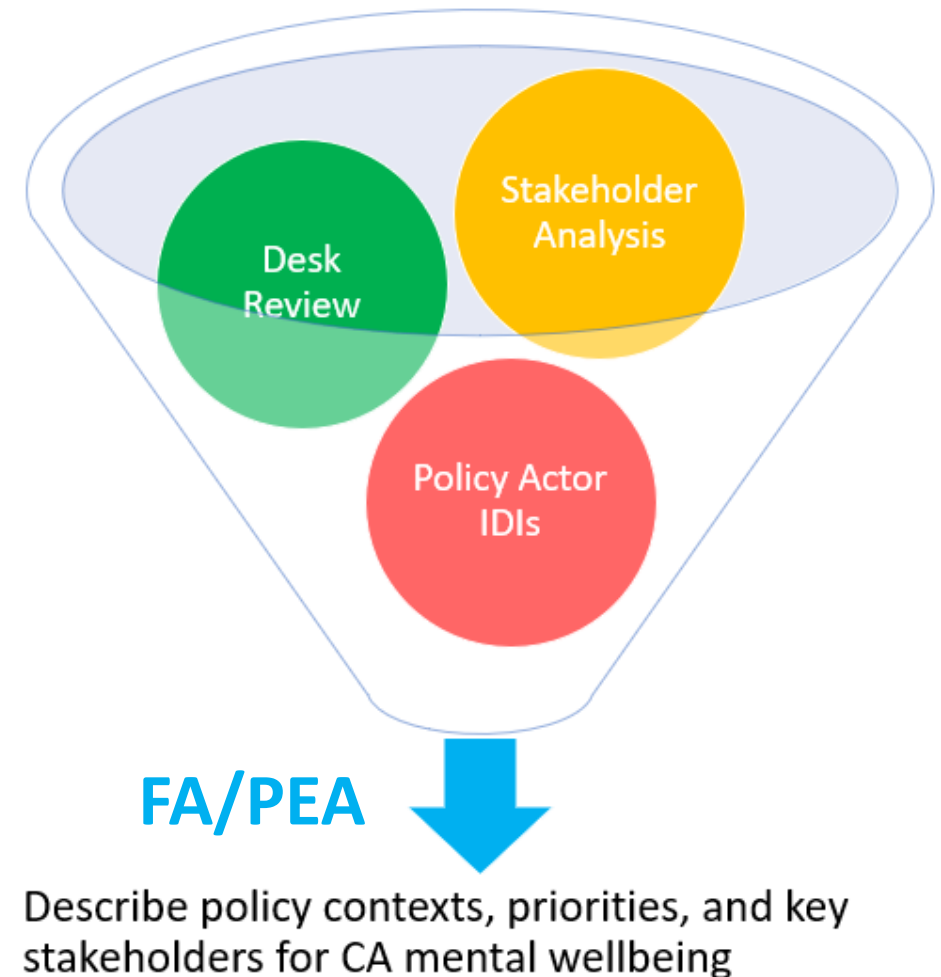 Stakeholder
Analysis
Desk
Review
Policy Actor
IDIs
FA/PEA
Describe policy contexts, priorities, and key
stakeholders for CA mental wellbeing